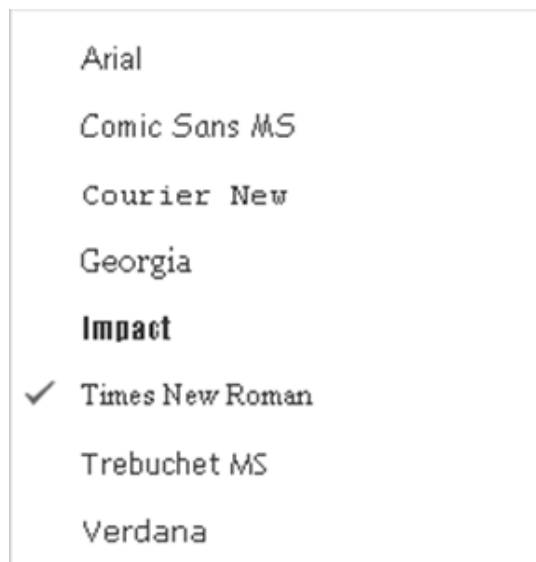 Arial
Comic Sans MS
Courier New
Georgia
Impact
Times New Roman
Trebuchet MS
Verdana